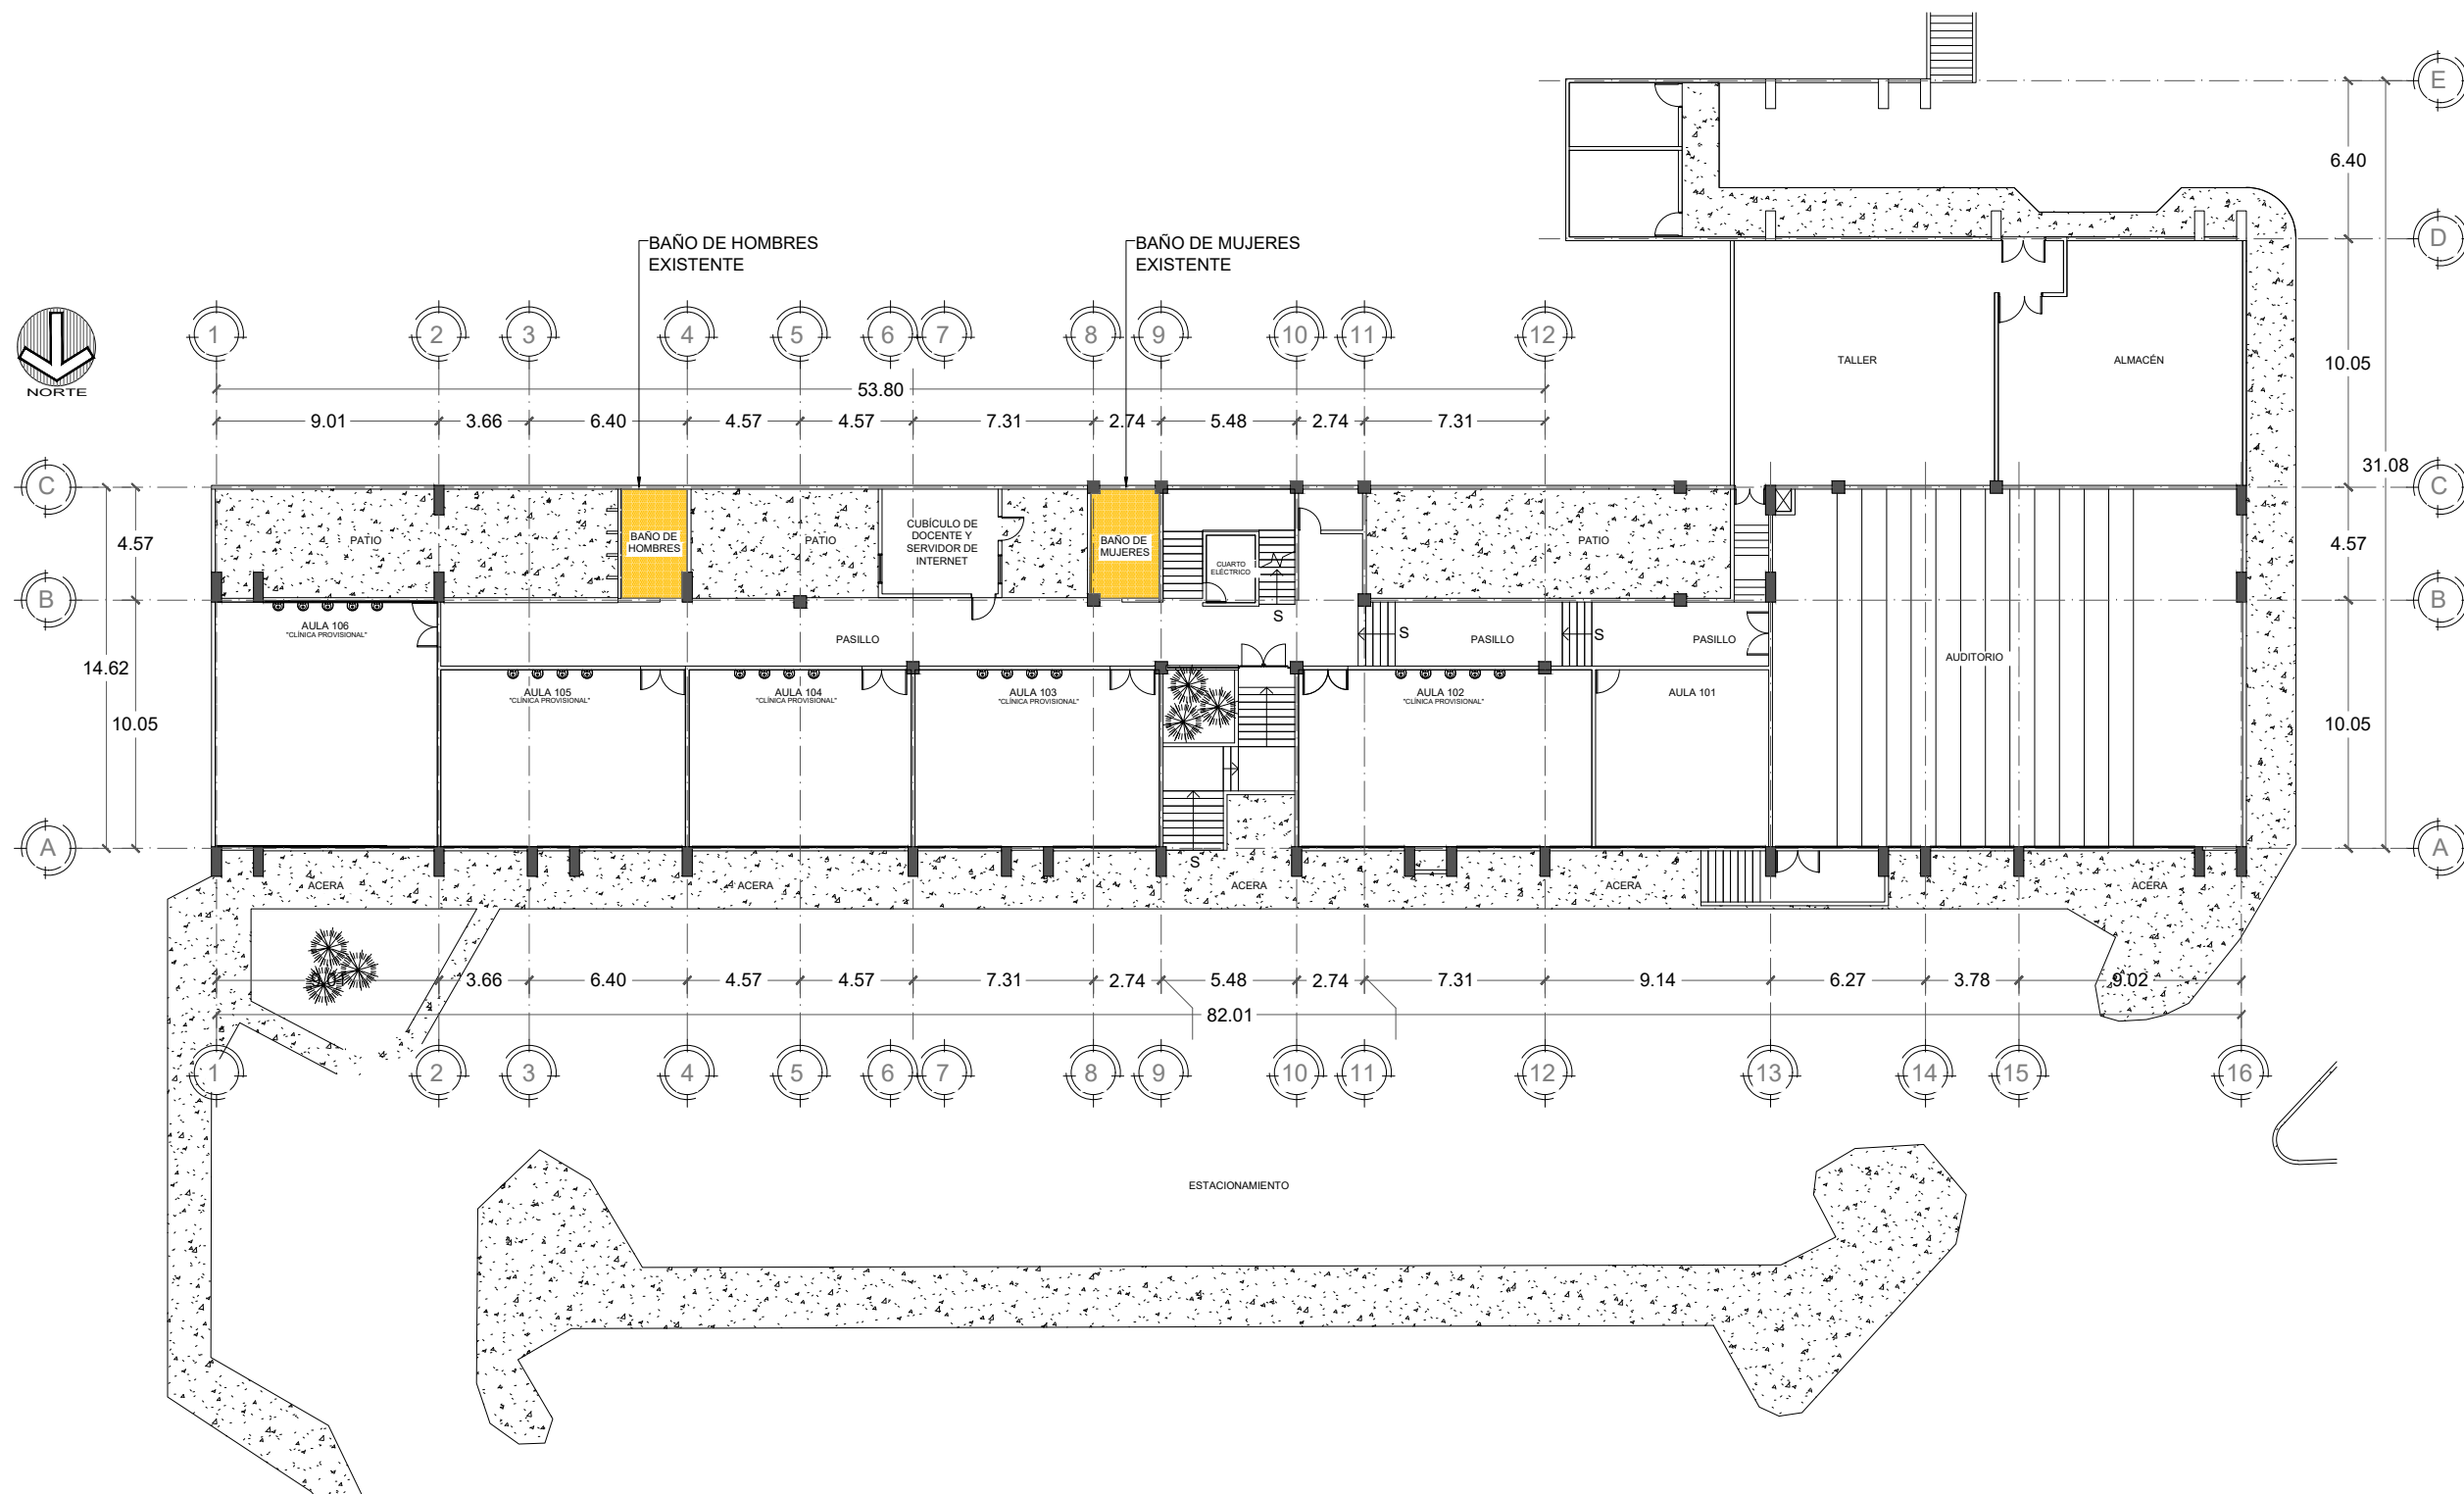 E
6.40
BAÑO DE HOMBRES
EXISTENTE
BAÑO DE MUJERES
EXISTENTE
D
NORTE
1 2 3 4 5 6 7 8 9 10 11 12
TALLER
ALMACÉN
10.05
53.80
9.01 3.66 6.40 4.57 4.57 7.31 2.74 5.48 2.74 7.31
31.08
C
C
4.57
PATIO
BAÑO DE
HOMBRES
PATIO
CUBÍCULO DE
DOCENTE Y
SERVIDOR DE
INTERNET
BAÑO DE
MUJERES
CUARTO
ELÉCTRICO
PATIO
4.57
B
B
S
AULA 106
"CLÍNICA PROVISIONAL"
PASILLO
S
PASILLO
S
PASILLO
AUDITORIO
14.62
AULA 105
"CLÍNICA PROVISIONAL"
AULA 104
"CLÍNICA PROVISIONAL"
AULA 103
"CLÍNICA PROVISIONAL"
AULA 102
"CLÍNICA PROVISIONAL"
AULA 101
10.05
10.05
A
A
S
ACERA
ACERA
ACERA
ACERA
ACERA
9.01 3.66 6.40 4.57 4.57 7.31 2.74 5.48 2.74 7.31 9.14 6.27 3.78 9.02
82.01
1 2 3 4 5 6 7 8 9 10 11 12 13 14 15 16
ESTACIONAMIENTO